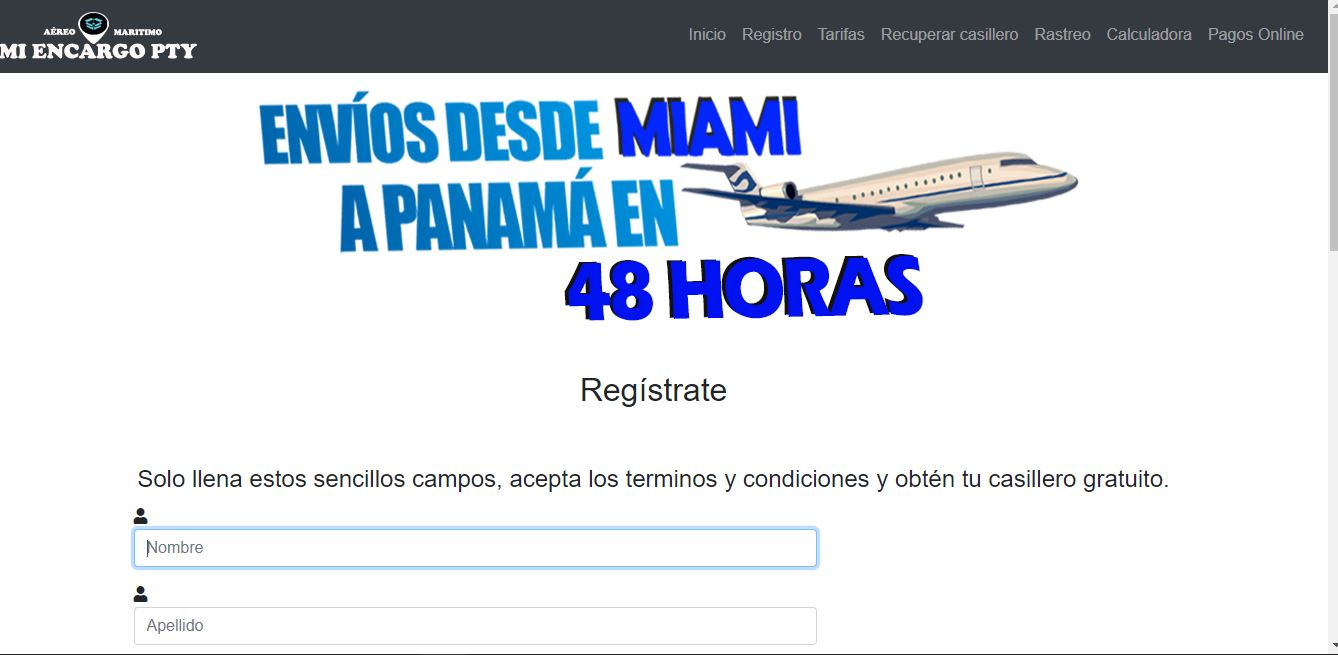 AÉREO MARITIMO
MI ENCARGO PTY
Inicio Registro Tarifas Recuperar casillero Rastreo Calculadora Pagos Online
ENVÍOS DESDE MIAMI
A PANAMÁ EN
48 HORAS
Regístrate
Solo llena estos sencillos campos, acepta los terminos y condiciones y obtén tu casillero gratuito.
Nombre
Apellido